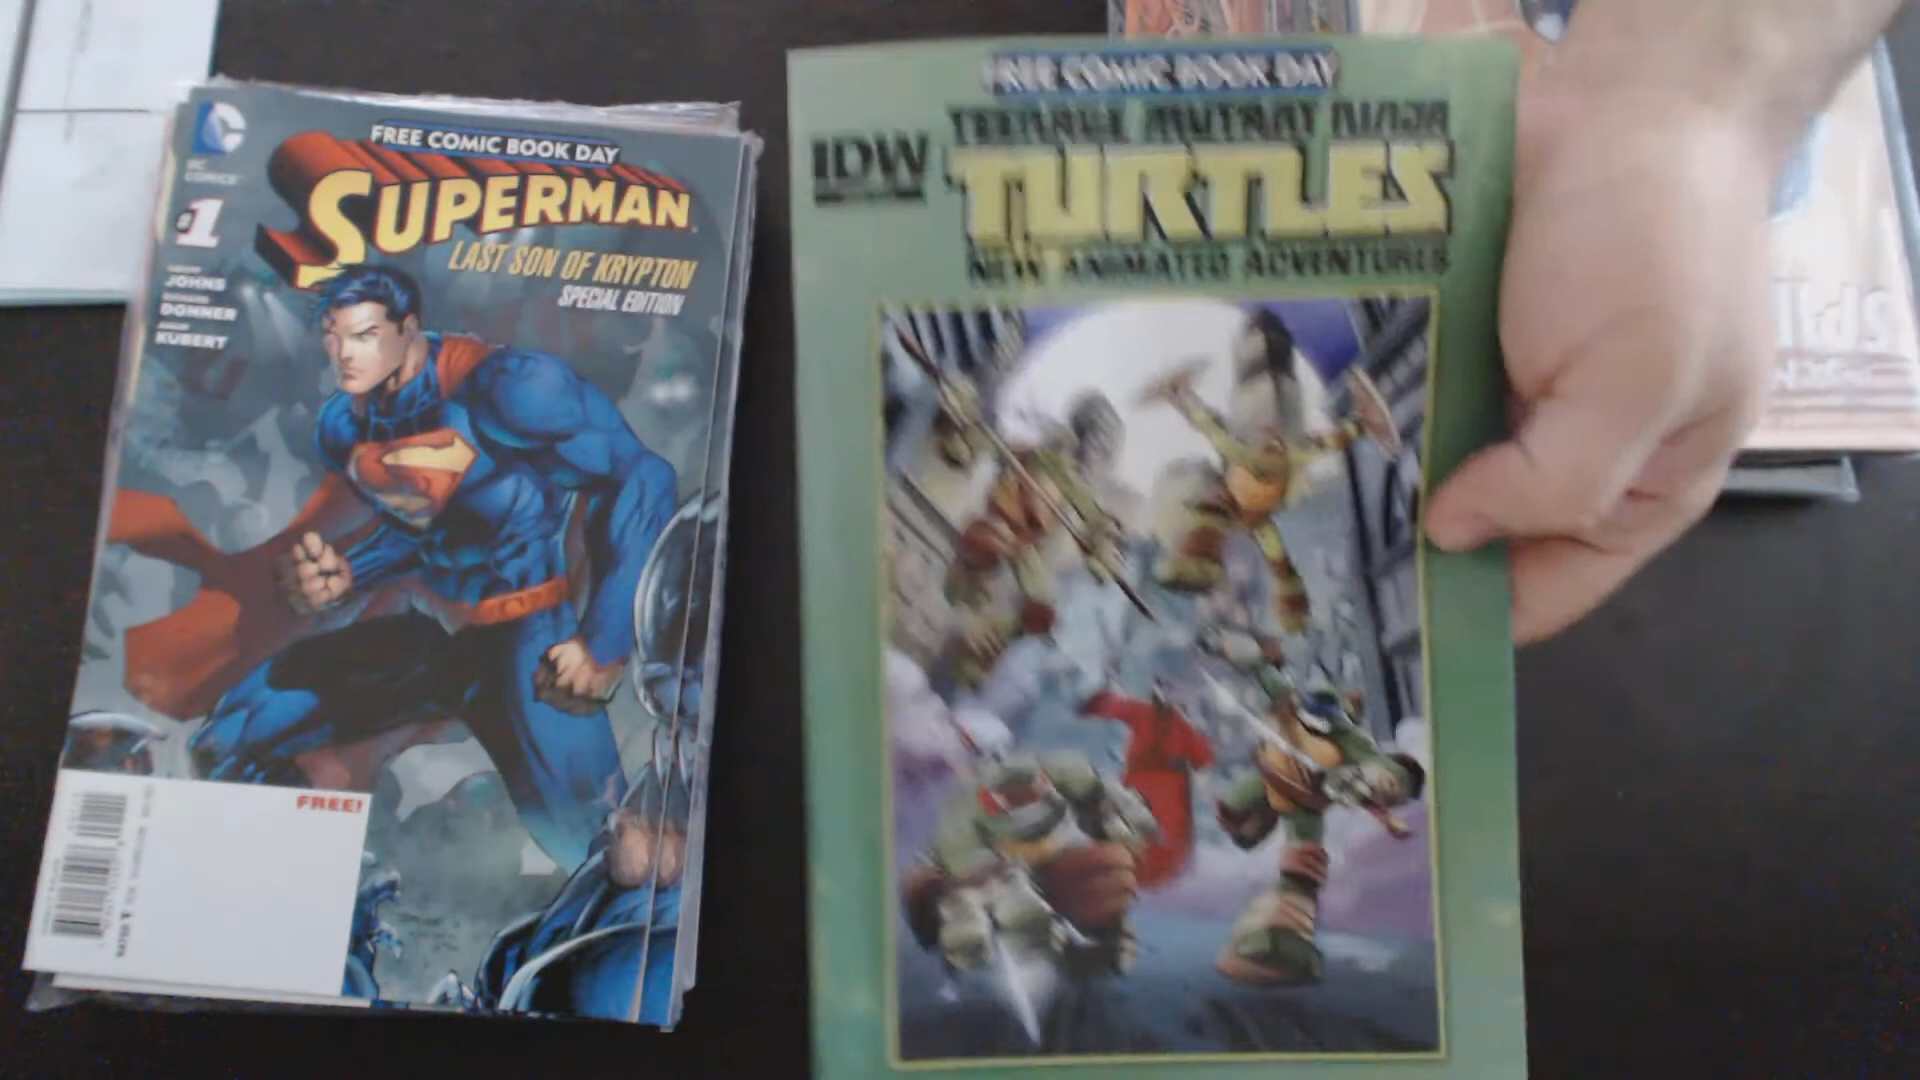 FREE COMIC BOOK DAY
DC
COMICS
SUPERMAN
#1
LAST SON OF KRYPTON
SPECIAL EDITION
JOHNS
DONNER
KUBERT
FREE!
RATED T
FREE COMIC BOOK DAY
TEENAGE MUTANT NINJA
IDW
TURTLES
NEW ANIMATED ADVENTURES